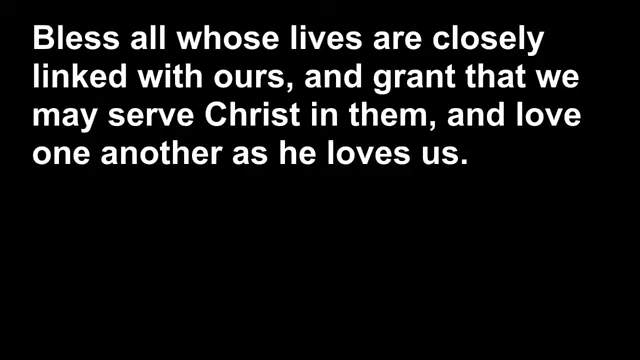 Bless all whose lives are closely
linked with ours, and grant that we
may serve Christ in them, and love
one another as he loves us.